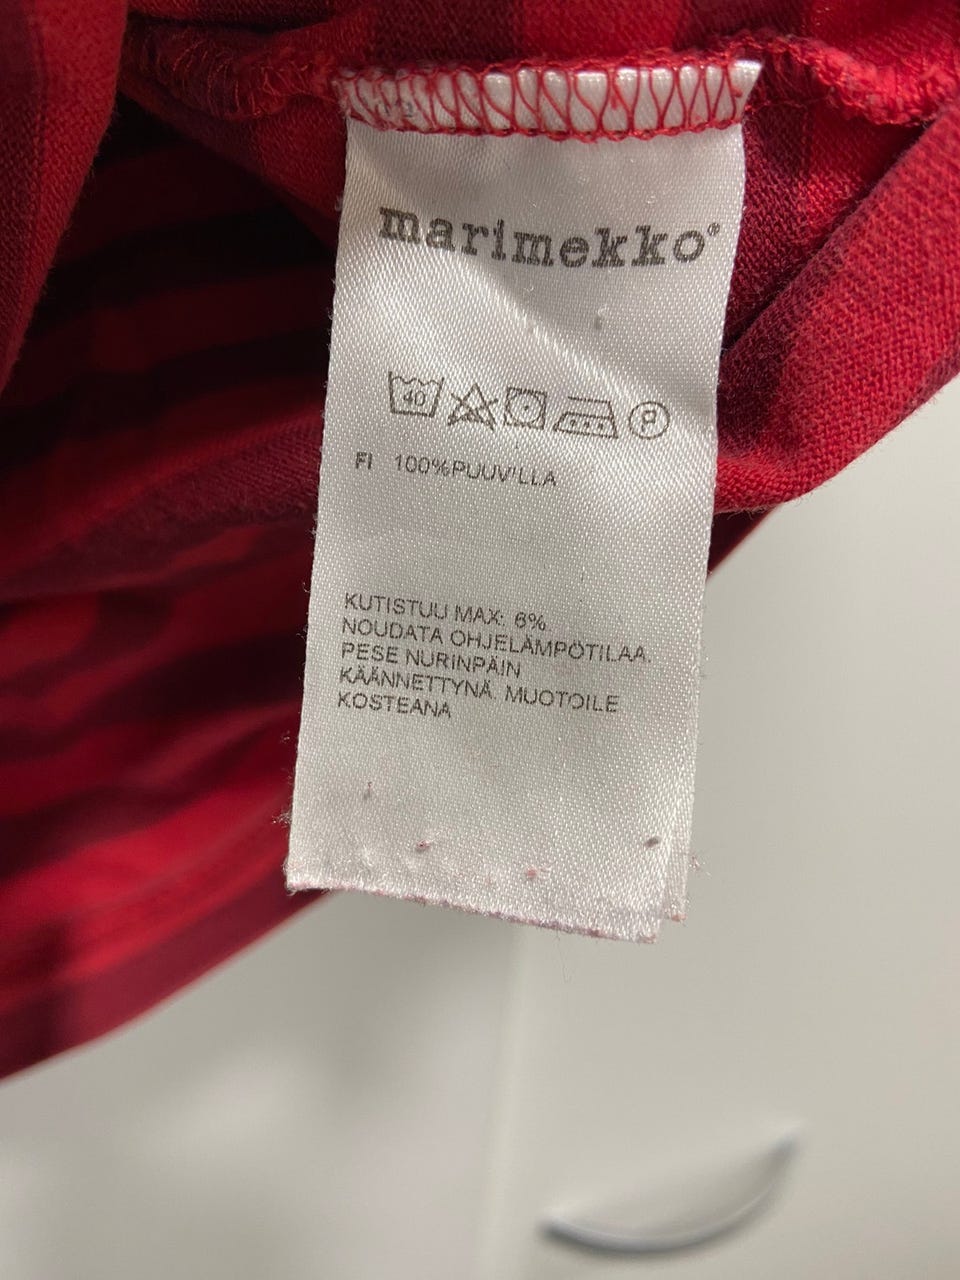 marimekko®
40
P
FI 100%PUUVILLA
KUTISTUU MAX: 6%
NOUDATA OHJELÄMPÖTILAA.
PESE NURINPÄIN
KÄÄNNETTYNÄ. MUOTOILE
KOSTEANA